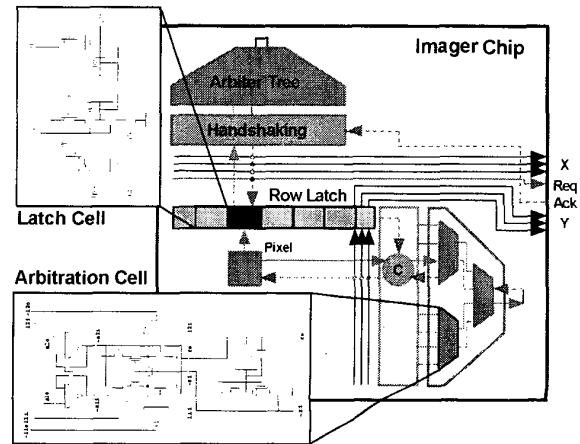 Imager Chip
Arbiter Tree
Handshaking
X
Req
Ack
Row Latch
Y
Latch Cell
Pixel
C
Arbitration Cell